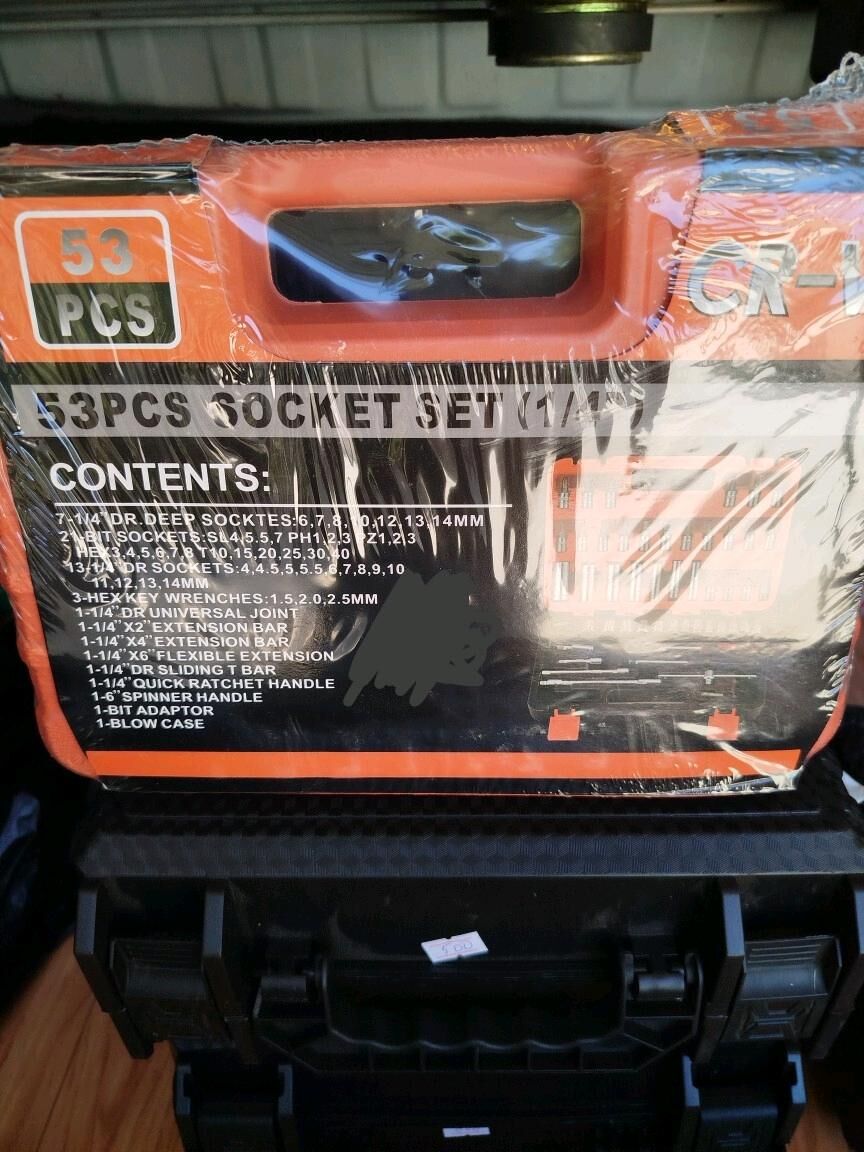 53
PCS
CR-
53PCS SOCKET SET (1/4")
CONTENTS:
7-1/4"DR.DEEP SOCKTES:6,7,8,10,12,13,14MM
21-BIT SOCKETS:SL4,5.5,7 PH1,2,3 PZ1,2,3
HEX3,4,5,6,7,8 T10,15,20,25,30,40
13-1/4"DR SOCKETS:4,4.5,5,5.5,6,7,8,9,10
11,12,13,14MM
3-HEX KEY WRENCHES:1.5,2.0,2.5MM
1-1/4"DR UNIVERSAL JOINT
1-1/4"X2"EXTENSION BAR
1-1/4"X4"EXTENSION BAR
1-1/4"X6"FLEXIBLE EXTENSION
1-1/4"DR SLIDING T BAR
1-1/4"QUICK RATCHET HANDLE
1-6"SPINNER HANDLE
1-BIT ADAPTOR
1-BLOW CASE